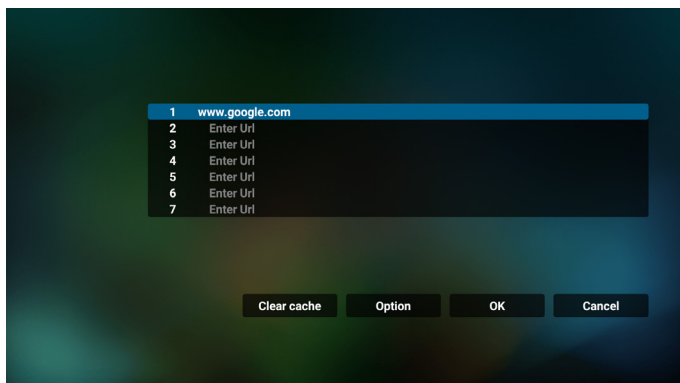 1 www.google.com
2 Enter Url
3 Enter Url
4 Enter Url
5 Enter Url
6 Enter Url
7 Enter Url
Clear cache Option OK Cancel